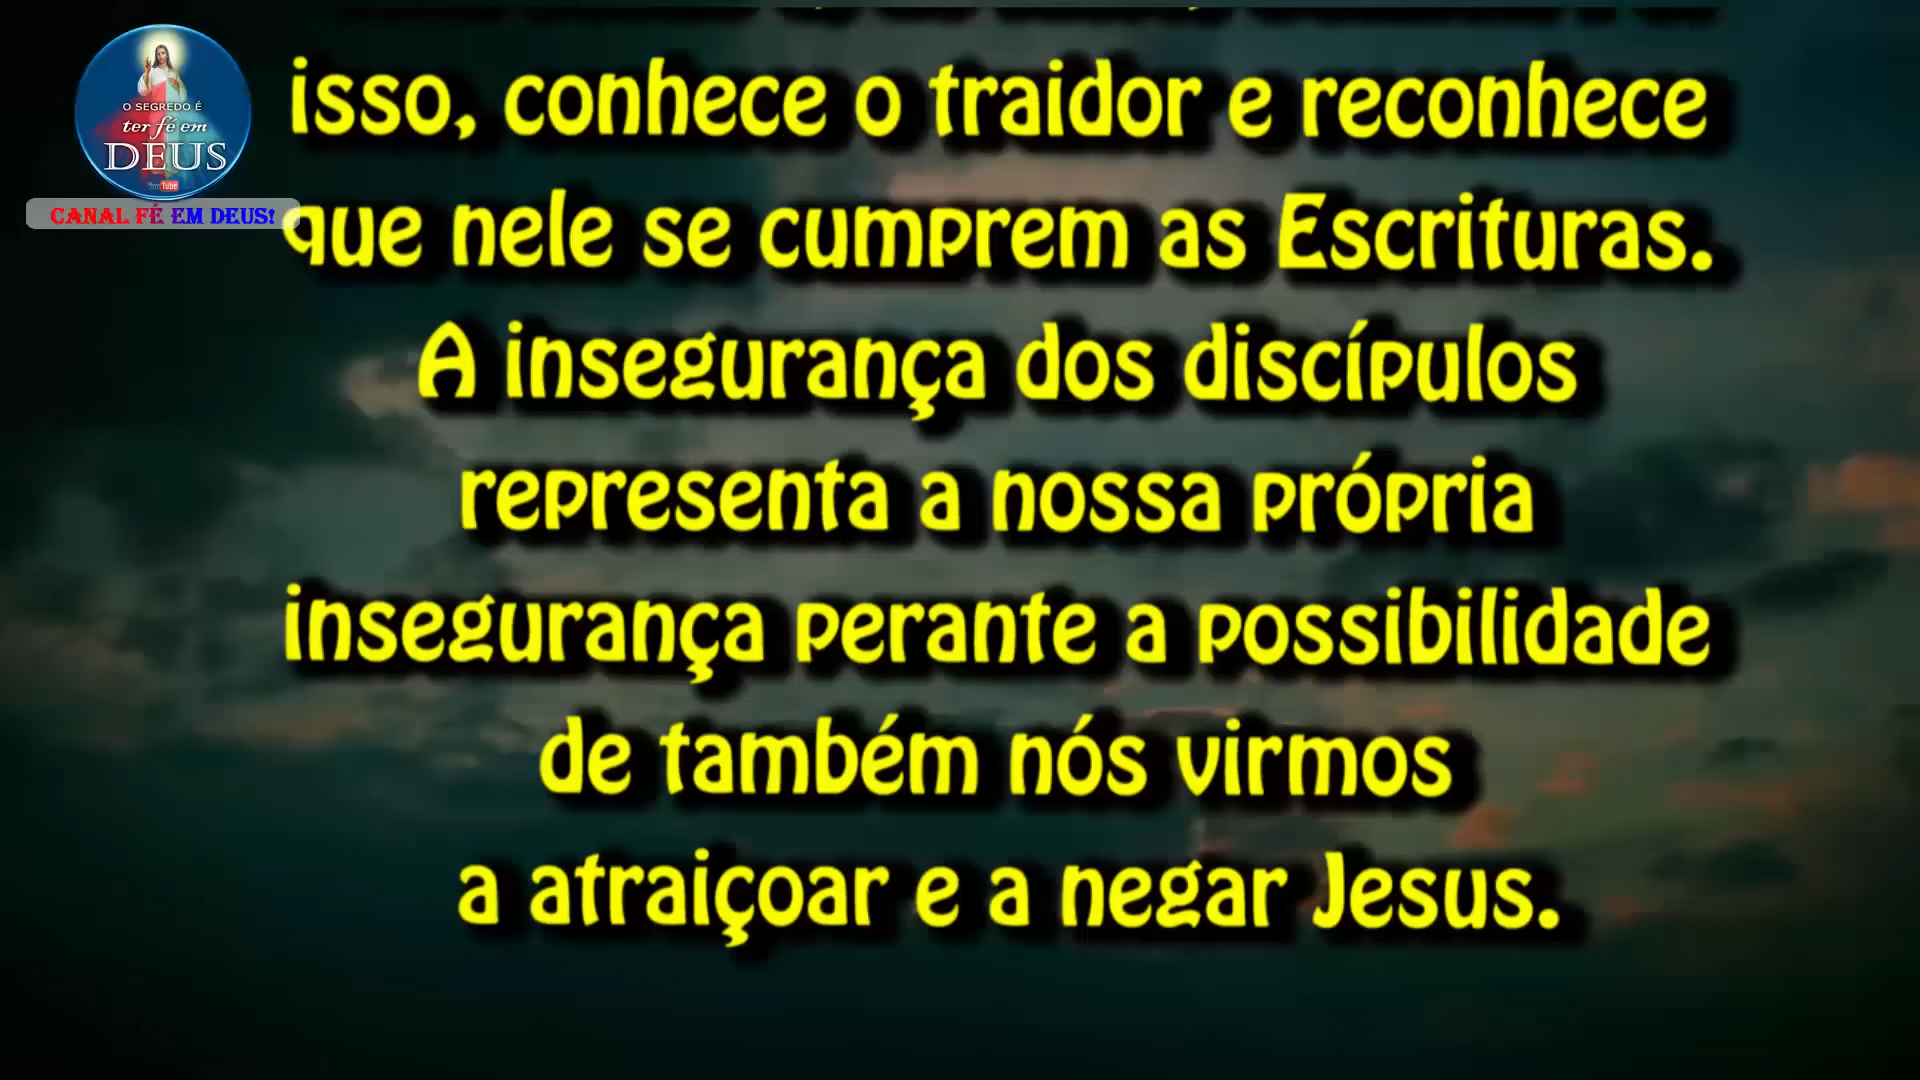 O SEGREDO É
ter fé em
DEUS
CANAL FÉ EM DEUS!
isso, conhece o traidor e reconhece
que nele se cumprem as Escrituras.
A insegurança dos discípulos
representa a nossa própria
insegurança perante a possibilidade
de também nós virmos
a atraiçoar e a negar Jesus.